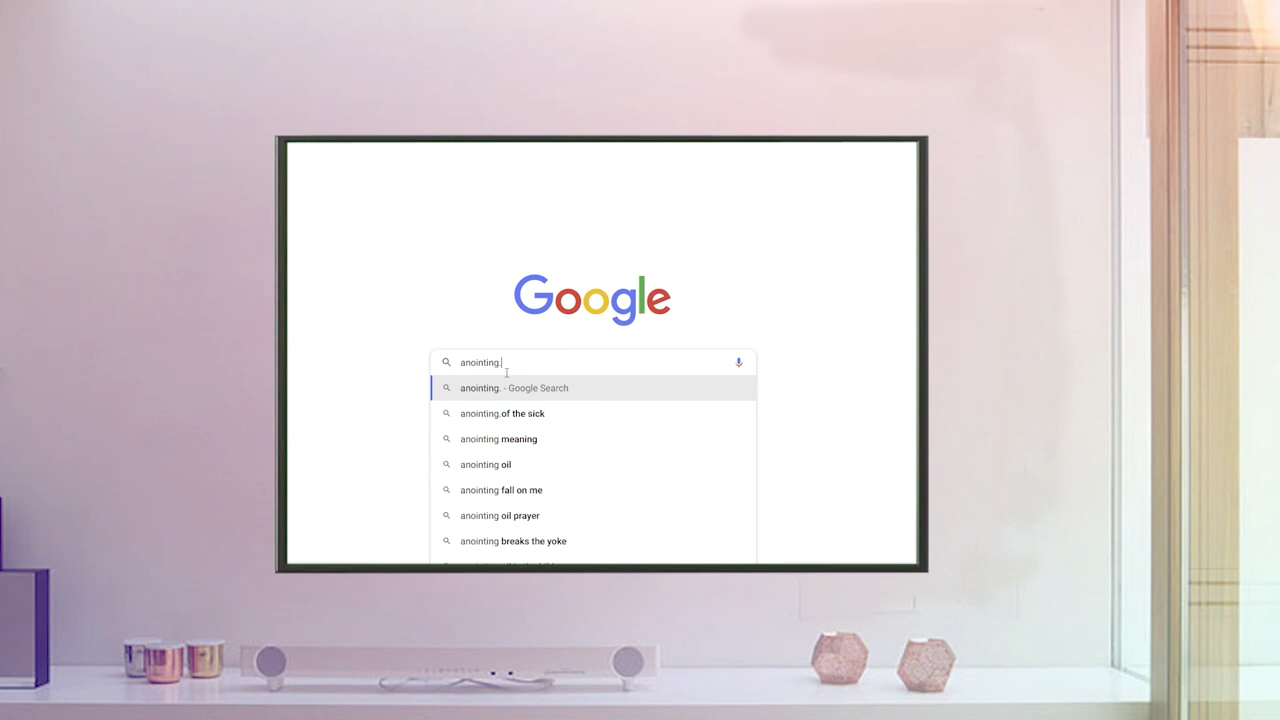 Google
anointing.
anointing. - Google Search
anointing of the sick
anointing meaning
anointing oil
anointing fall on me
anointing oil prayer
anointing breaks the yoke